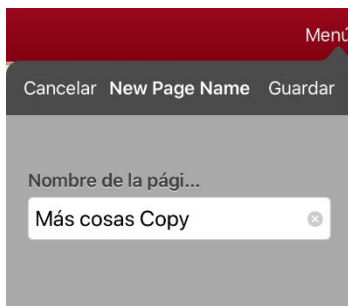 Menú
Cancelar New Page Name Guardar
Nombre de la pági...
Más cosas Copy